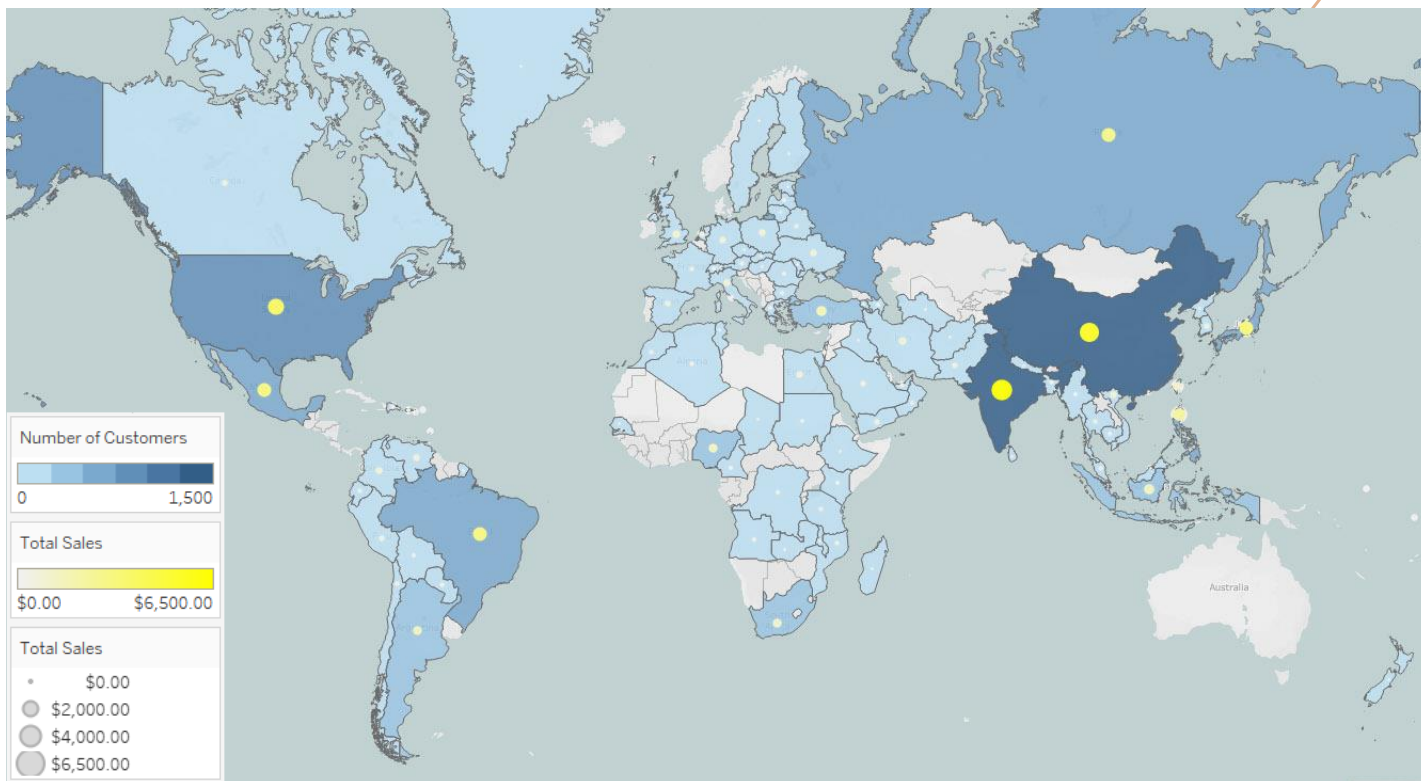 Australia
Number of Customers
0 1,500
Total Sales
$0.00 $6,500.00
Total Sales
$0.00
$2,000.00
$4,000.00
$6,500.00